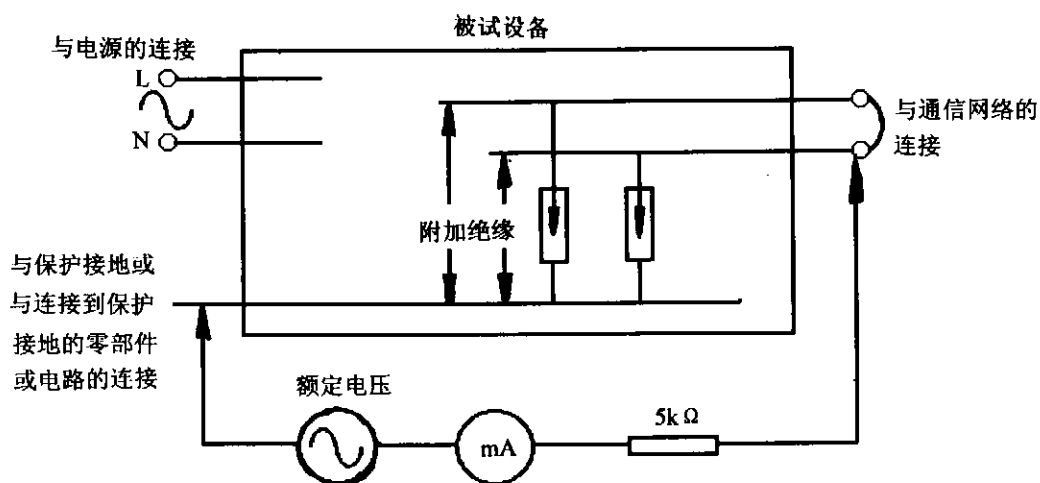 被试设备
与电源的连接
L
N
与通信网络的
连接
附加绝缘
与保护接地或
与连接到保护
接地的零部件
或电路的连接
额定电压
mA
5kΩ